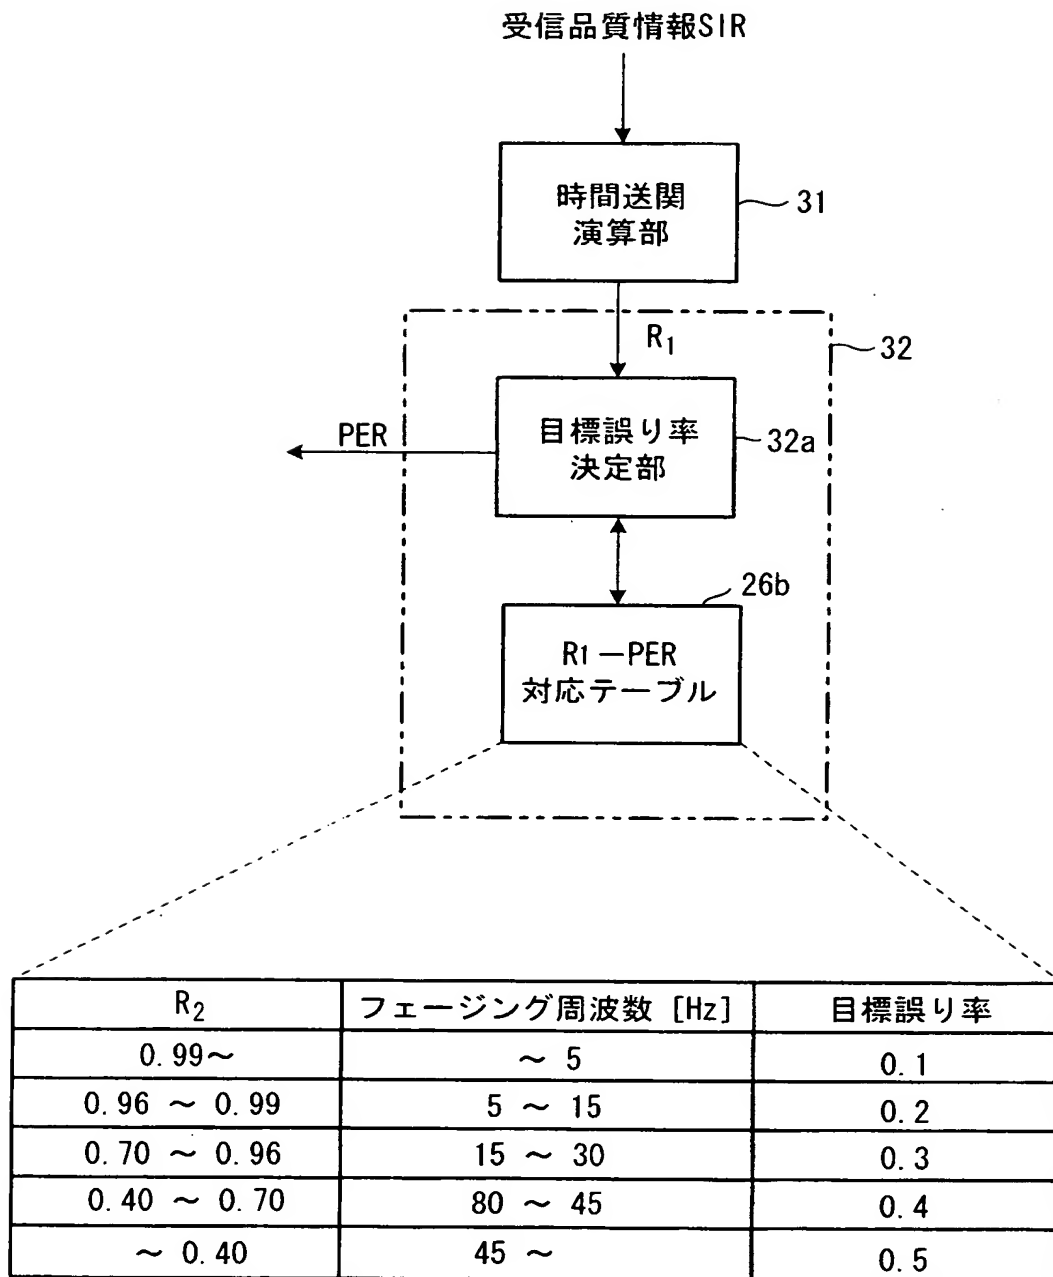 受信品質情報SIR
時間送関
演算部
31
R₁
32
目標誤り率
決定部
32a
PER
26b
R1－PER
対応テーブル
R₂ フェージング周波数 [Hz] 目標誤り率
0.99～ ～ 5 0.1
0.96 ～ 0.99 5 ～ 15 0.2
0.70 ～ 0.96 15 ～ 30 0.3
0.40 ～ 0.70 80 ～ 45 0.4
～ 0.40 45 ～ 0.5